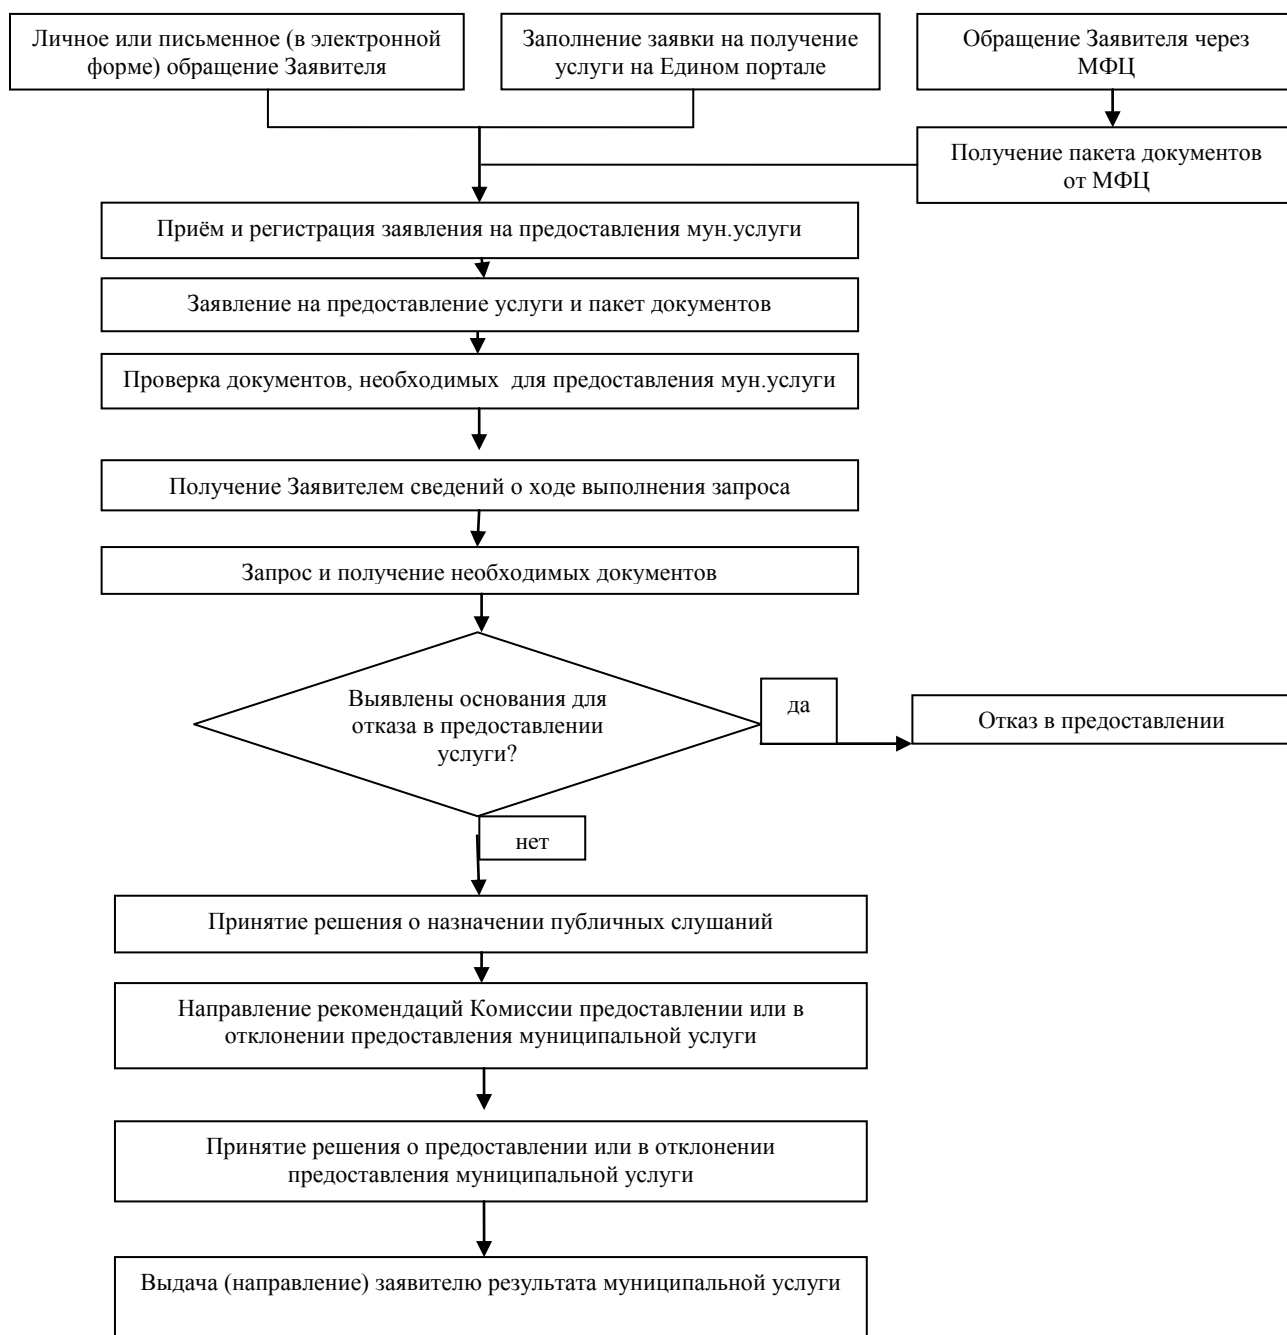 Личное или письменное (в электронной
форме) обращение Заявителя
Заполнение заявки на получение
услуги на Едином портале
Обращение Заявителя через
МФЦ
Получение пакета документов
от МФЦ
Приём и регистрация заявления на предоставления мун.услуги
Заявление на предоставление услуги и пакет документов
Проверка документов, необходимых для предоставления мун.услуги
Получение Заявителем сведений о ходе выполнения запроса
Запрос и получение необходимых документов
Выявлены основания для
отказа в предоставлении
услуги?
да
Отказ в предоставлении
нет
Принятие решения о назначении публичных слушаний
Направление рекомендаций Комиссии предоставлении или в
отклонении предоставления муниципальной услуги
Принятие решения о предоставлении или в отклонении
предоставления муниципальной услуги
Выдача (направление) заявителю результата муниципальной услуги